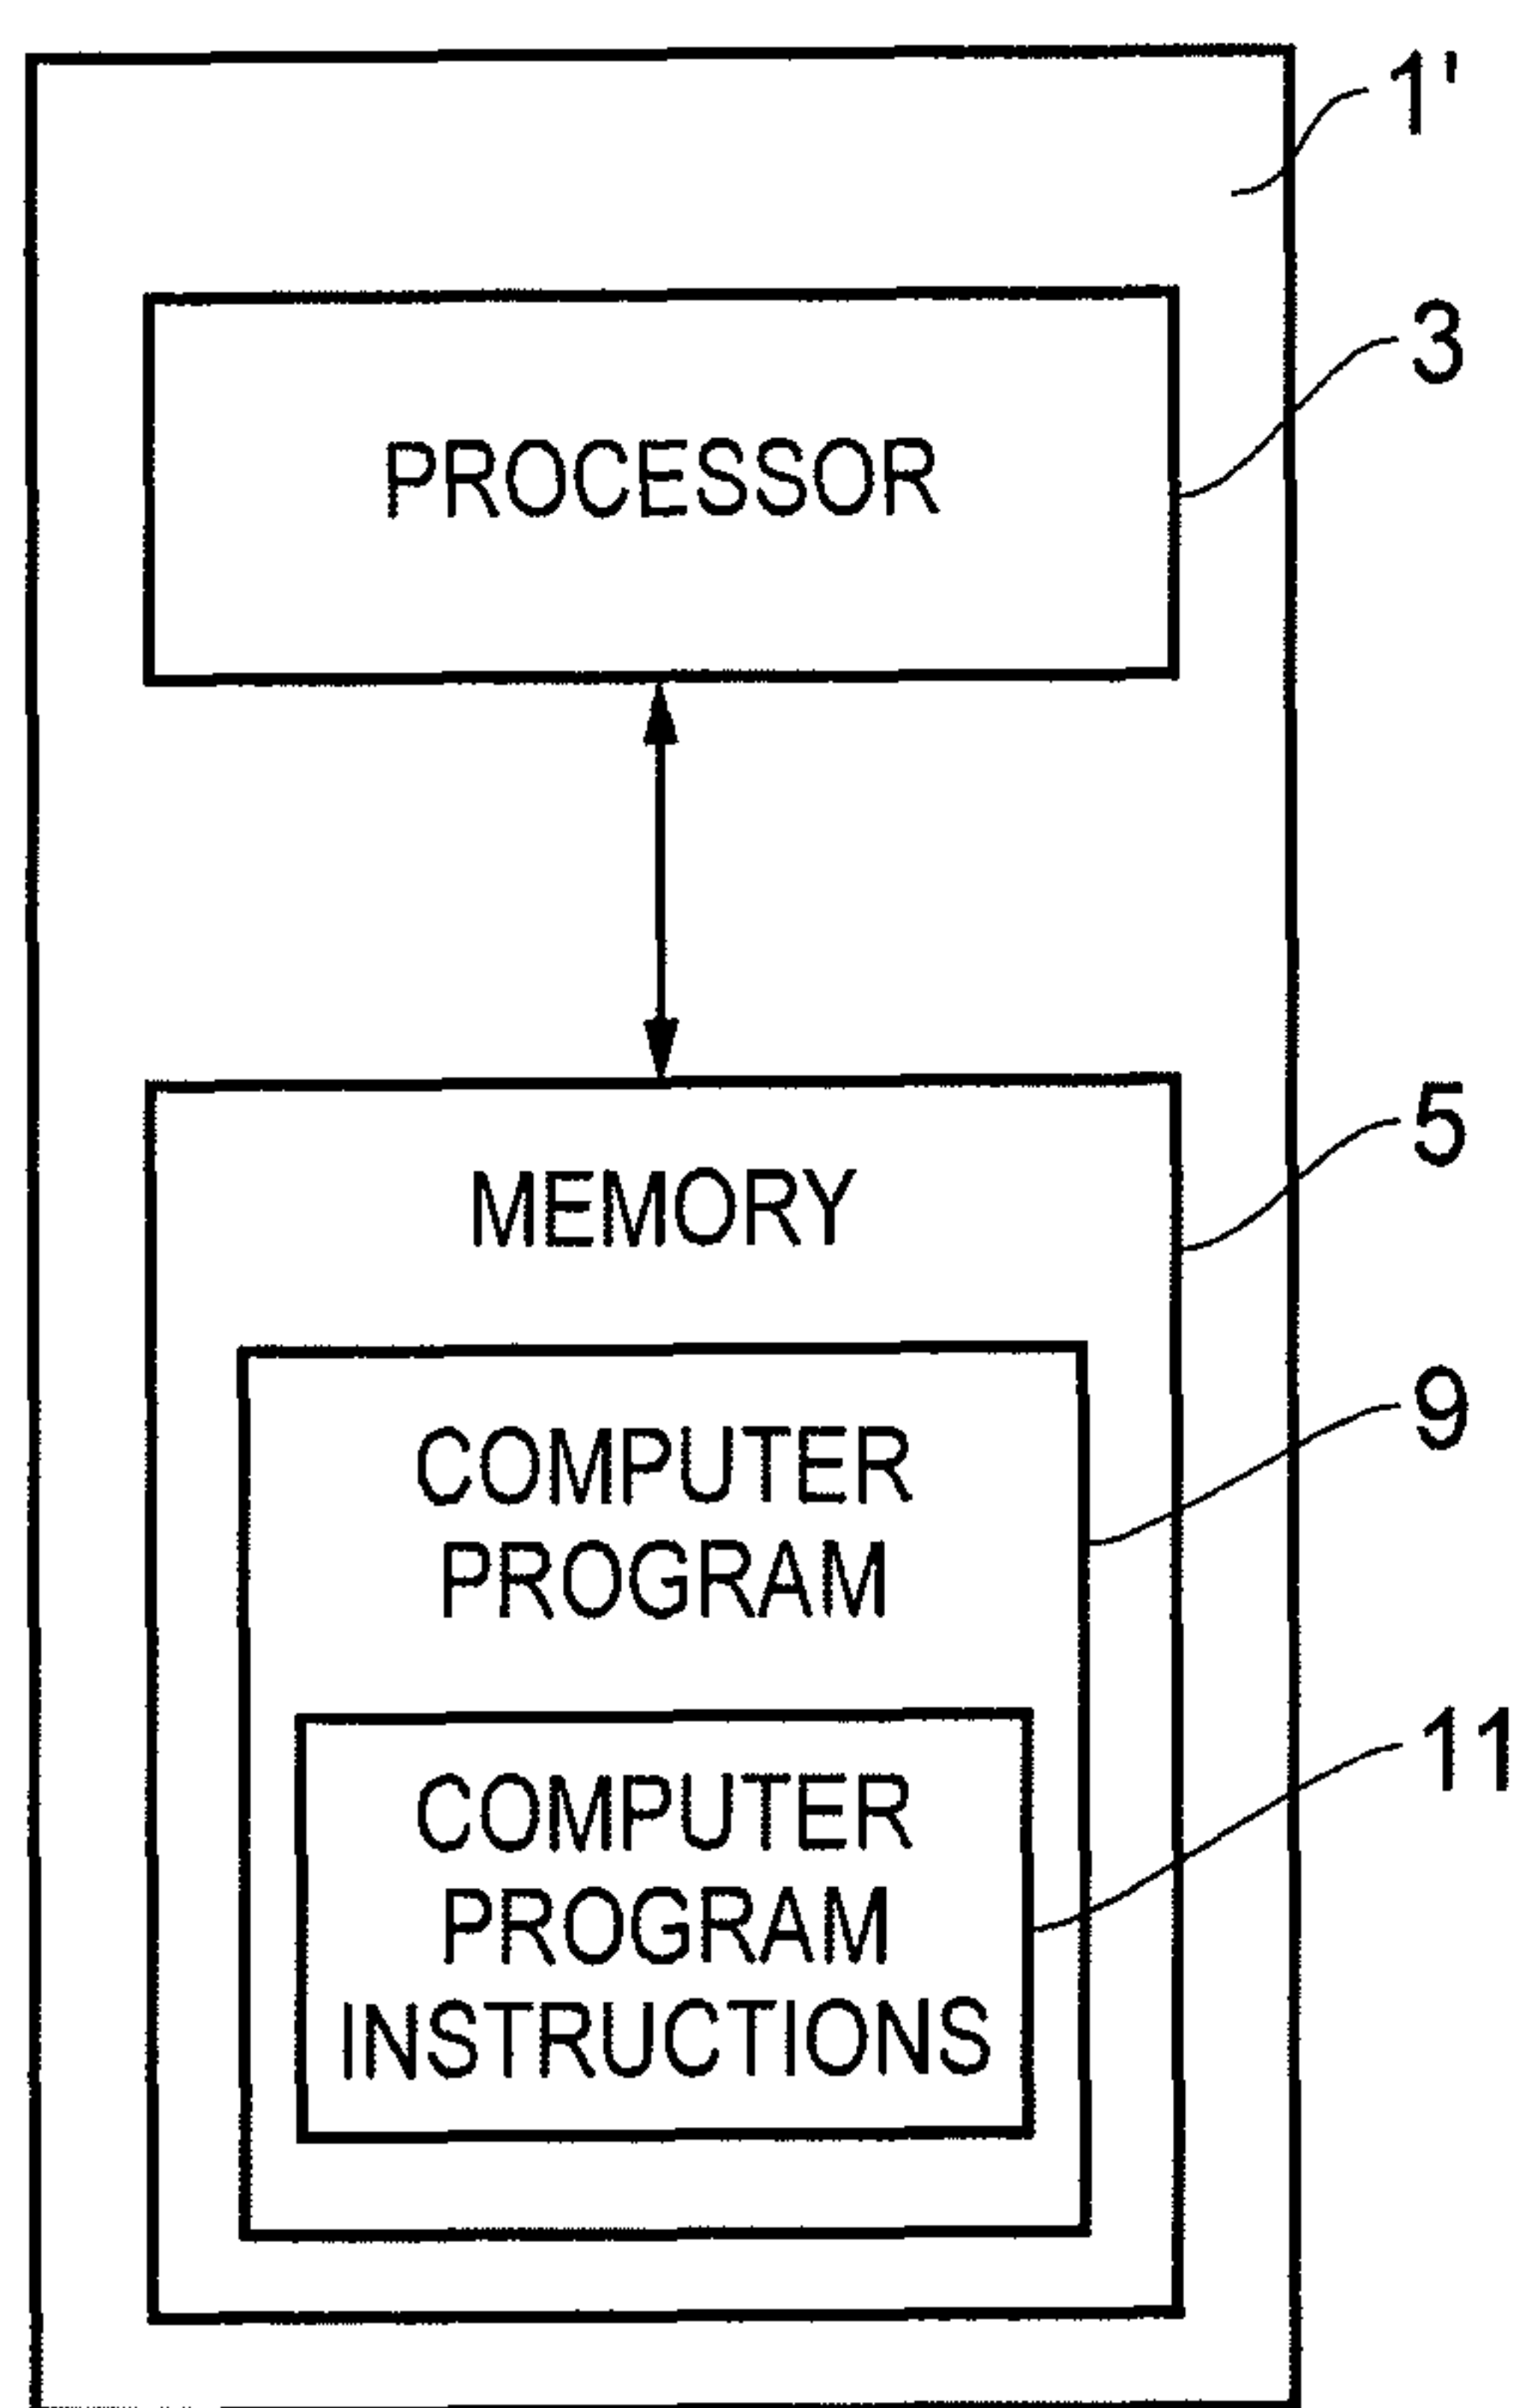 1'
PROCESSOR
3
MEMORY
5
COMPUTER
PROGRAM
9
COMPUTER
PROGRAM
INSTRUCTIONS
11